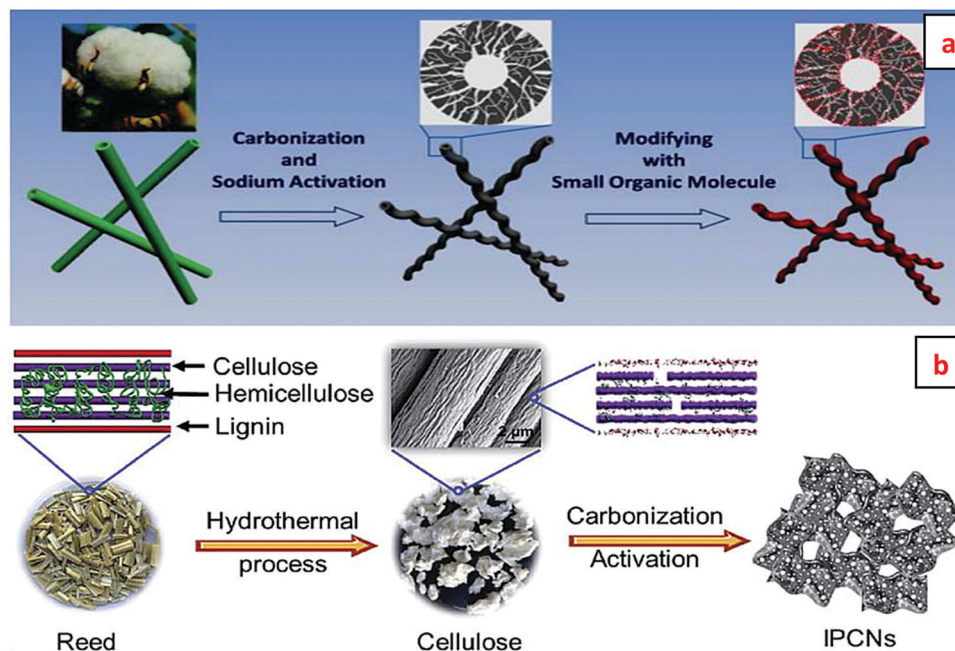 a
Carbonization
and
Sodium Activation
Modifying
with
Small Organic Molecule
b
Cellulose
Hemicellulose
Lignin
2 μm
Hydrothermal
process
Carbonization
Activation
Reed
Cellulose
IPCNs